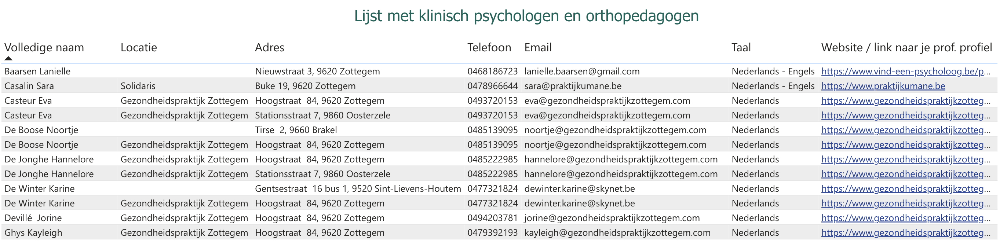 Lijst met klinisch psychologen en orthopedagogen
Volledige naam Locatie Adres Telefoon Email Taal Website / link naar je prof. profiel
Baarsen Lanielle Nieuwstraat 3, 9620 Zottegem 0468186723 lanielle.baarsen@gmail.com Nederlands - Engels https://www.vind-een-psycholoog.be/p...
Casalin Sara Solidaris Buke 19, 9620 Zottegem 0478966644 sara@praktijkumane.be Nederlands - Engels https://www.praktijkumane.be
Casteur Eva Gezondheidspraktijk Zottegem Hoogstraat 84, 9620 Zottegem 0493720153 eva@gezondheidspraktijkzottegem.com Nederlands https://www.gezondheidspraktijkzotteg...
Casteur Eva Gezondheidspraktijk Zottegem Stationsstraat 7, 9860 Oosterzele 0493720153 eva@gezondheidspraktijkzottegem.com Nederlands https://www.gezondheidspraktijkzotteg...
De Boose Noortje Tirse 2, 9660 Brakel 0485139095 noortje@gezondheidspraktijkzottegem.com Nederlands https://www.gezondheidspraktijkzotteg...
De Boose Noortje Gezondheidspraktijk Zottegem Hoogstraat 84, 9620 Zottegem 0485139095 noortje@gezondheidspraktijkzottegem.com Nederlands https://www.gezondheidspraktijkzotteg...
De Jonghe Hannelore Gezondheidspraktijk Zottegem Hoogstraat 84, 9620 Zottegem 0485222985 hannelore@gezondheidspraktijkzottegem.com Nederlands https://www.gezondheidspraktijkzotteg...
De Jonghe Hannelore Gezondheidspraktijk Zottegem Stationsstraat 7, 9860 Oosterzele 0485222985 hannelore@gezondheidspraktijkzottegem.com Nederlands https://www.gezondheidspraktijkzotteg...
De Winter Karine Gentsestraat 16 bus 1, 9520 Sint-Lievens-Houtem 0477321824 dewinter.karine@skynet.be Nederlands https://www.gezondheidspraktijkzotteg...
De Winter Karine Gezondheidspraktijk Zottegem Hoogstraat 84, 9620 Zottegem 0477321824 dewinter.karine@skynet.be Nederlands https://www.gezondheidspraktijkzotteg...
Devillé Jorine Gezondheidspraktijk Zottegem Hoogstraat 84, 9620 Zottegem 0494203781 jorine@gezondheidspraktijkzottegem.com Nederlands https://www.gezondheidspraktijkzotteg...
Ghys Kayleigh Gezondheidspraktijk Zottegem Hoogstraat 84, 9620 Zottegem 0479392193 kayleigh@gezondheidspraktijkzottegem.com Nederlands https://www.gezondheidspraktijkzotteg...